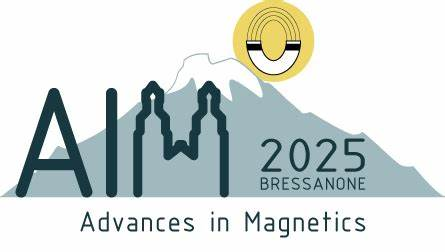 AIM
2025
BRESSANONE
Advances in Magnetics